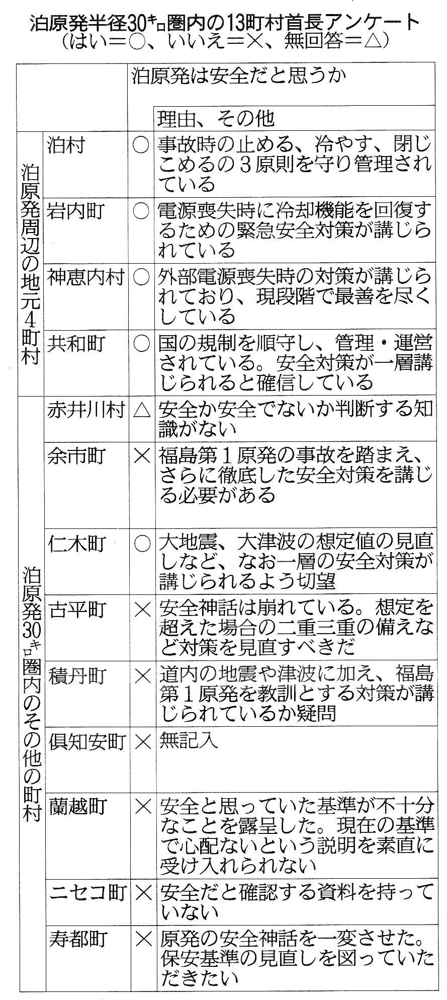 泊原発半径30㌔圏内の13町村首長アンケート
（はい＝○、いいえ＝×、無回答＝△）
泊原発は安全だと思うか
理由、その他
泊原発周辺の地元4町村
泊村
○
事故時の止める、冷やす、閉じ
こめるの３原則を守り管理され
ている
岩内町
○
電源喪失時に冷却機能を回復す
るための緊急安全対策が講じら
れている
神恵内村
○
外部電源喪失時の対策が講じら
れており、現段階で最善を尽く
している
共和町
○
国の規制を順守し、管理・運営
されている。安全対策が一層講
じられると確信している
泊原発30㌔圏内のその他の町村
赤井川村
△
安全か安全でないか判断する知
識がない
余市町
×
福島第１原発の事故を踏まえ、
さらに徹底した安全対策を講じ
る必要がある
仁木町
○
大地震、大津波の想定値の見直
しなど、なお一層の安全対策が
講じられるよう切望
古平町
×
安全神話は崩れている。想定を
超えた場合の二重三重の備えな
ど対策を見直すべきだ
積丹町
×
道内の地震や津波に加え、福島
第１原発を教訓とする対策が講
じられているか疑問
倶知安町
×
無記入
蘭越町
×
安全と思っていた基準が不十分
なことを露呈した。現在の基準
で心配ないという説明を素直に
受け入れられない
ニセコ町
×
安全だと確認する資料を持って
いない
寿都町
×
原発の安全神話を一変させた。
保安基準の見直しを図っていた
だきたい